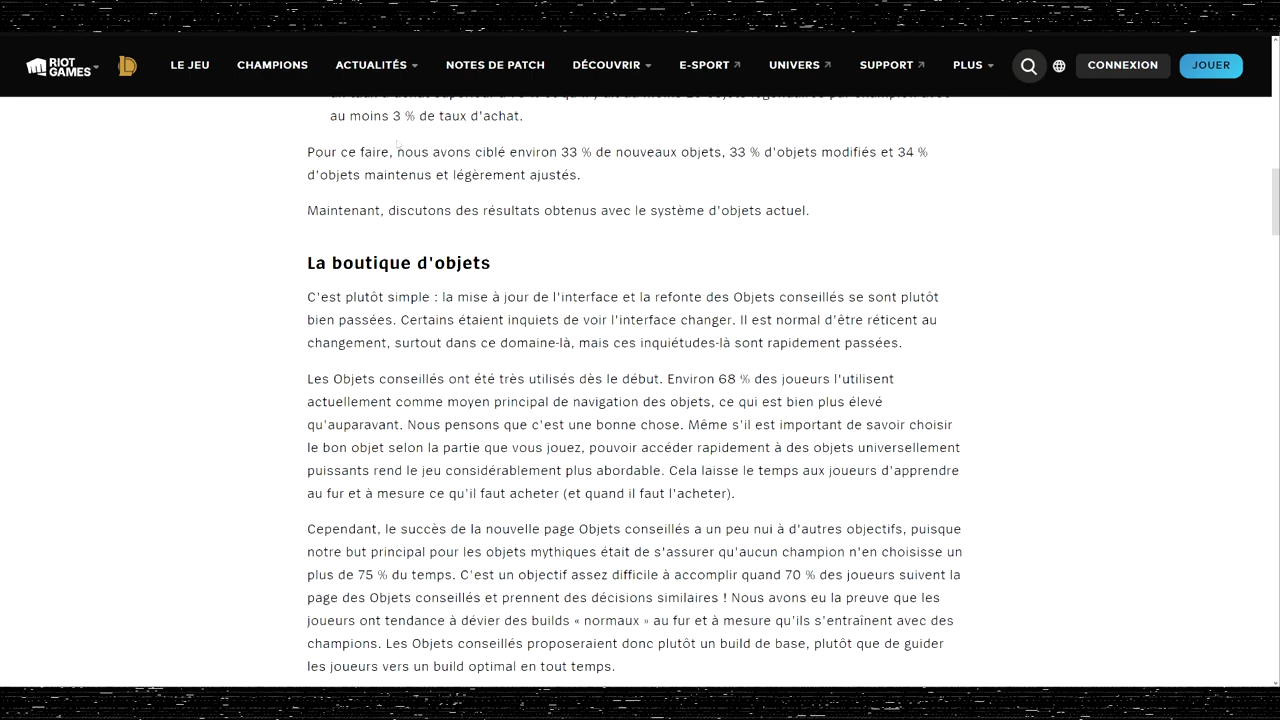 RIOT GAMES
LE JEU
CHAMPIONS
ACTUALITÉS
NOTES DE PATCH
DÉCOUVRIR
E-SPORT
UNIVERS
SUPPORT
PLUS
CONNEXION
JOUER
au moins 3 % de taux d'achat.
Pour ce faire, nous avons ciblé environ 33 % de nouveaux objets, 33 % d'objets modifiés et 34 %
d'objets maintenus et légèrement ajustés.
Maintenant, discutons des résultats obtenus avec le système d'objets actuel.
La boutique d'objets
C'est plutôt simple : la mise à jour de l'interface et la refonte des Objets conseillés se sont plutôt
bien passées. Certains étaient inquiets de voir l'interface changer. Il est normal d'être réticent au
changement, surtout dans ce domaine-là, mais ces inquiétudes-là sont rapidement passées.
Les Objets conseillés ont été très utilisés dès le début. Environ 68 % des joueurs l'utilisent
actuellement comme moyen principal de navigation des objets, ce qui est bien plus élevé
qu'auparavant. Nous pensons que c'est une bonne chose. Même s'il est important de savoir choisir
le bon objet selon la partie que vous jouez, pouvoir accéder rapidement à des objets universellement
puissants rend le jeu considérablement plus abordable. Cela laisse le temps aux joueurs d'apprendre
au fur et à mesure ce qu'il faut acheter (et quand il faut l'acheter).
Cependant, le succès de la nouvelle page Objets conseillés a un peu nui à d'autres objectifs, puisque
notre but principal pour les objets mythiques était de s'assurer qu'aucun champion n'en choisisse un
plus de 75 % du temps. C'est un objectif assez difficile à accomplir quand 70 % des joueurs suivent la
page des Objets conseillés et prennent des décisions similaires ! Nous avons eu la preuve que les
joueurs ont tendance à dévier des builds « normaux » au fur et à mesure qu'ils s'entraînent avec des
champions. Les Objets conseillés proposeraient donc plutôt un build de base, plutôt que de guider
les joueurs vers un build optimal en tout temps.